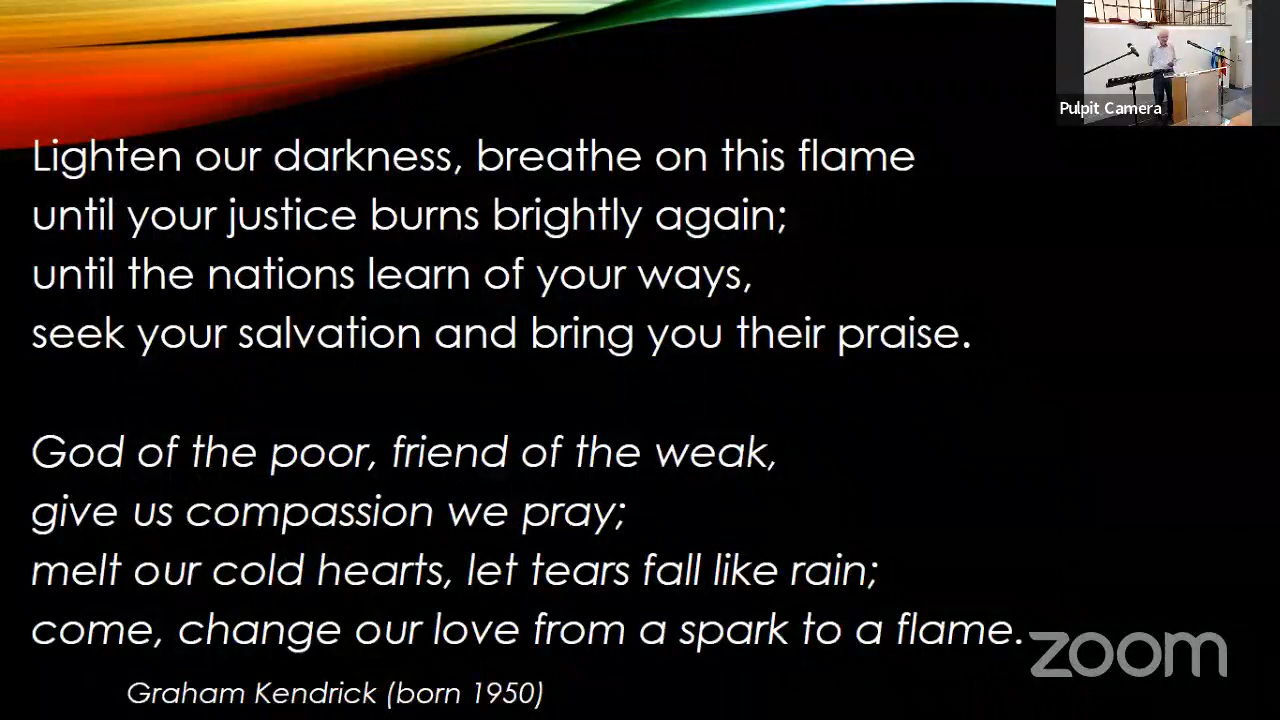 Pulpit Camera
Lighten our darkness, breathe on this flame
until your justice burns brightly again;
until the nations learn of your ways,
seek your salvation and bring you their praise.
God of the poor, friend of the weak,
give us compassion we pray;
melt our cold hearts, let tears fall like rain;
come, change our love from a spark to a flame.
zoom
Graham Kendrick (born 1950)